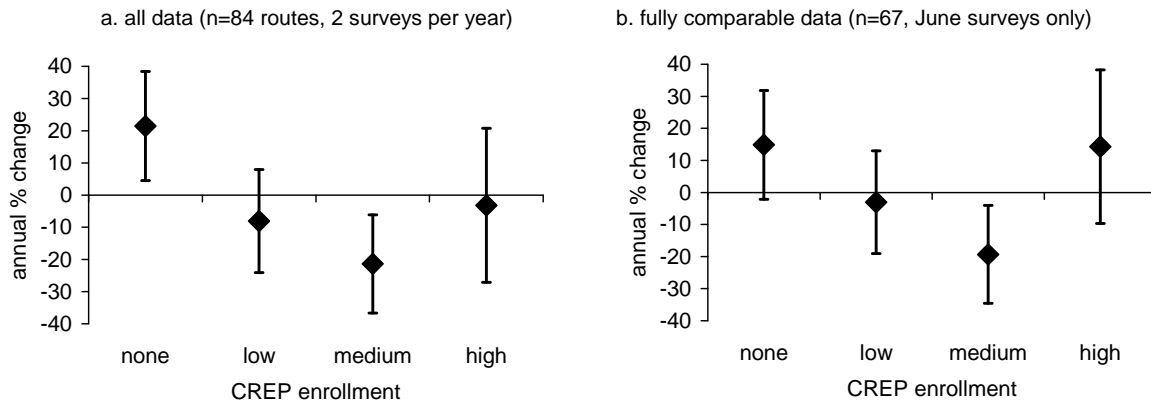 a. all data (n=84 routes, 2 surveys per year)
40
30
20
10
0
-10
-20
-30
-40
annual % change
none low medium high
CREP enrollment
b. fully comparable data (n=67, June surveys only)
40
30
20
10
0
-10
-20
-30
-40
annual % change
none low medium high
CREP enrollment